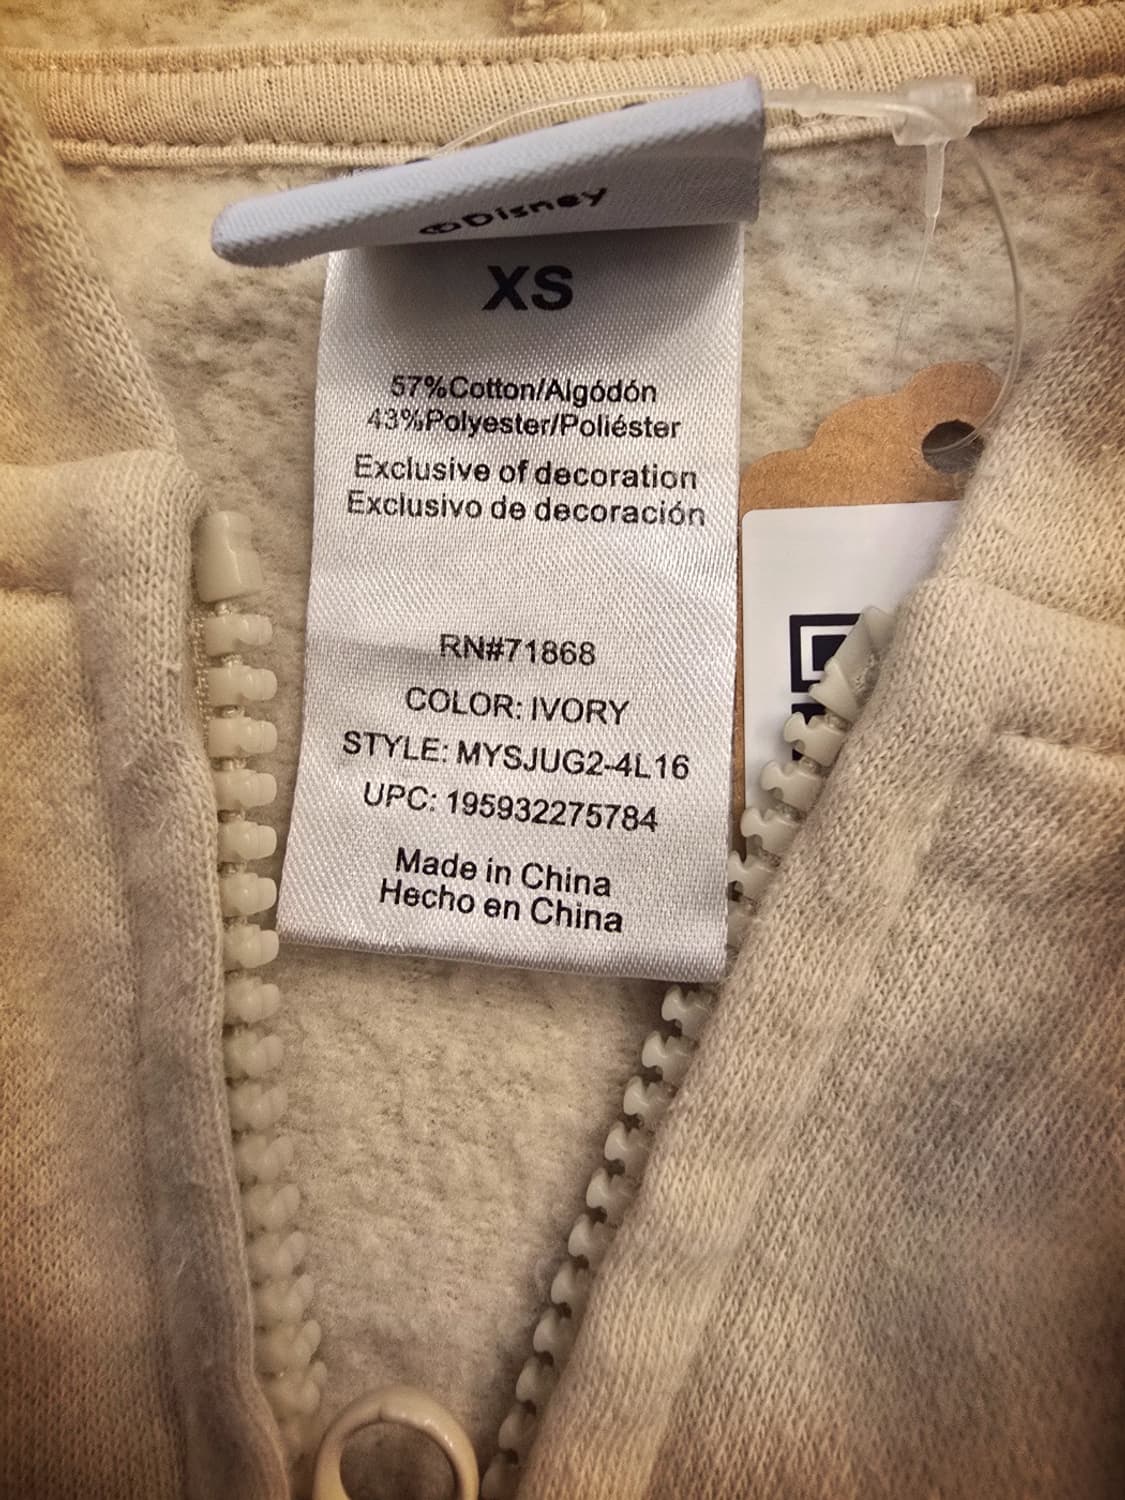 ©Disney
XS
57%Cotton/Algódón
43%Polyester/Poliéster
Exclusive of decoration
Exclusivo de decoración
RN#71868
COLOR: IVORY
STYLE: MYSJUG2-4L16
UPC: 195932275784
Made in China
Hecho en China